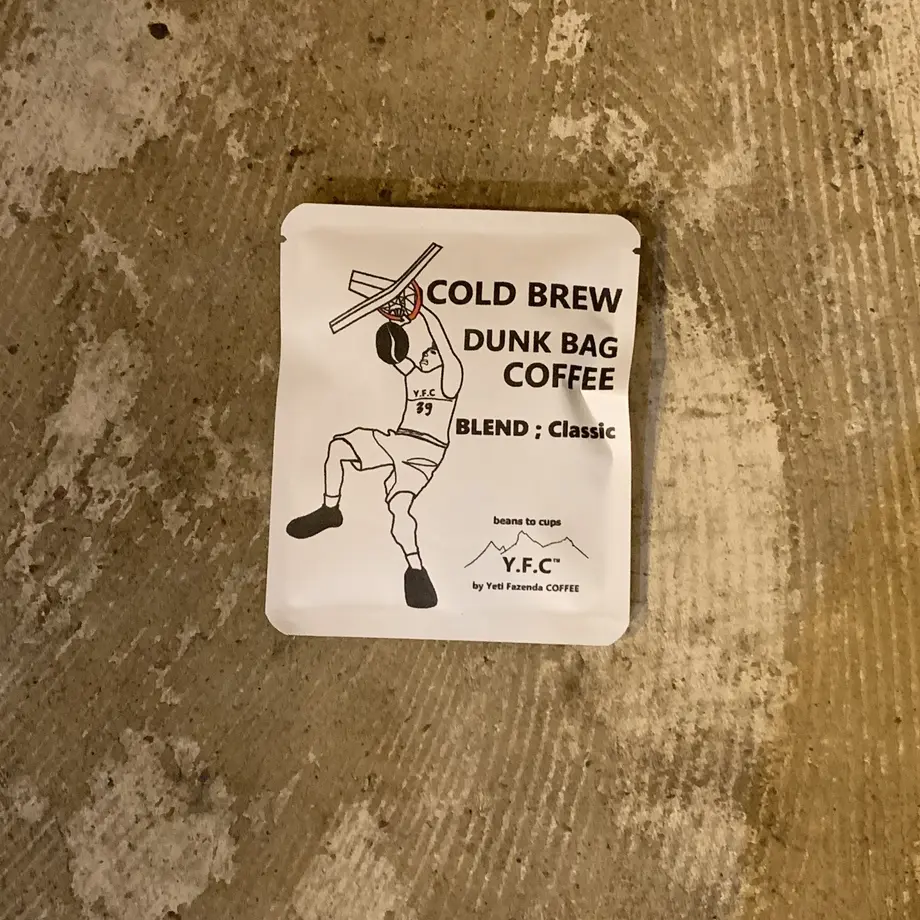 COLD BREW
DUNK BAG
COFFEE
BLEND ; Classic
Y.F.C
39
beans to cups
Y.F.C™
by Yeti Fazenda COFFEE